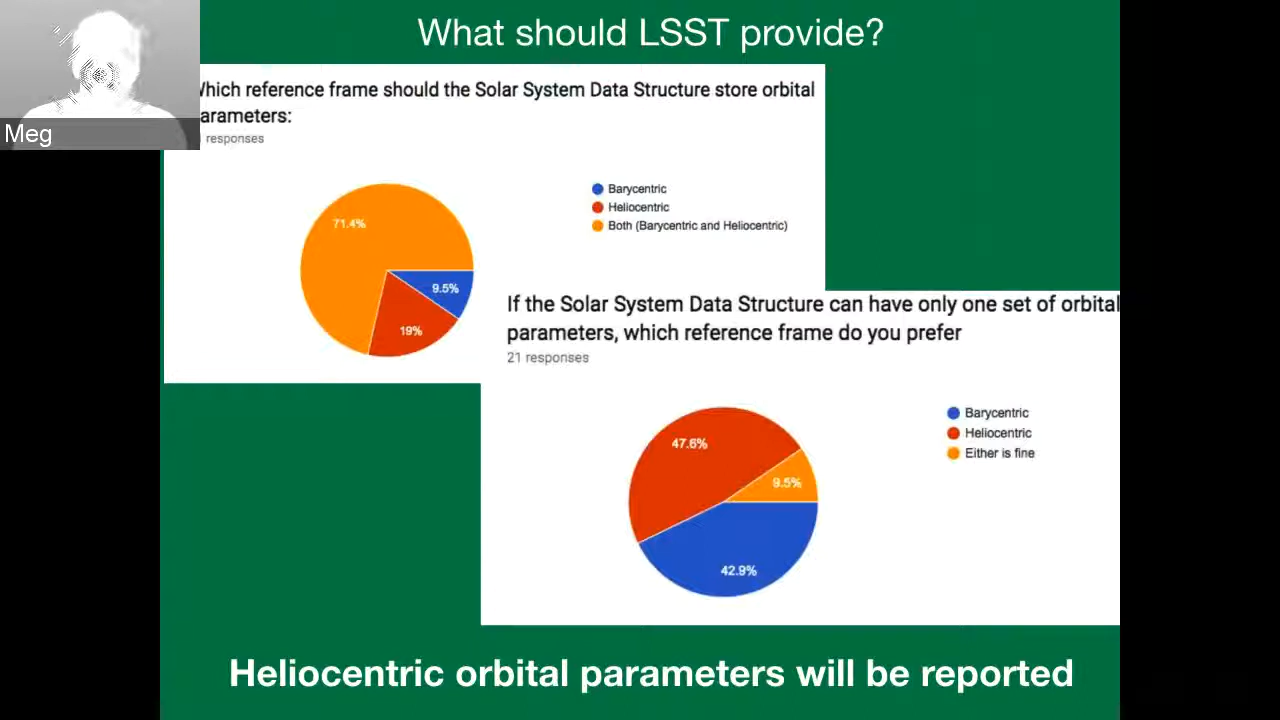 What should LSST provide?
Meg
hich reference frame should the Solar System Data Structure store orbital
arameters:
responses
Barycentric
Heliocentric
Both (Barycentric and Heliocentric)
71.4%
9.5%
19%
If the Solar System Data Structure can have only one set of orbital
parameters, which reference frame do you prefer
21 responses
Barycentric
Heliocentric
Either is fine
47.6%
9.5%
42.9%
Heliocentric orbital parameters will be reported